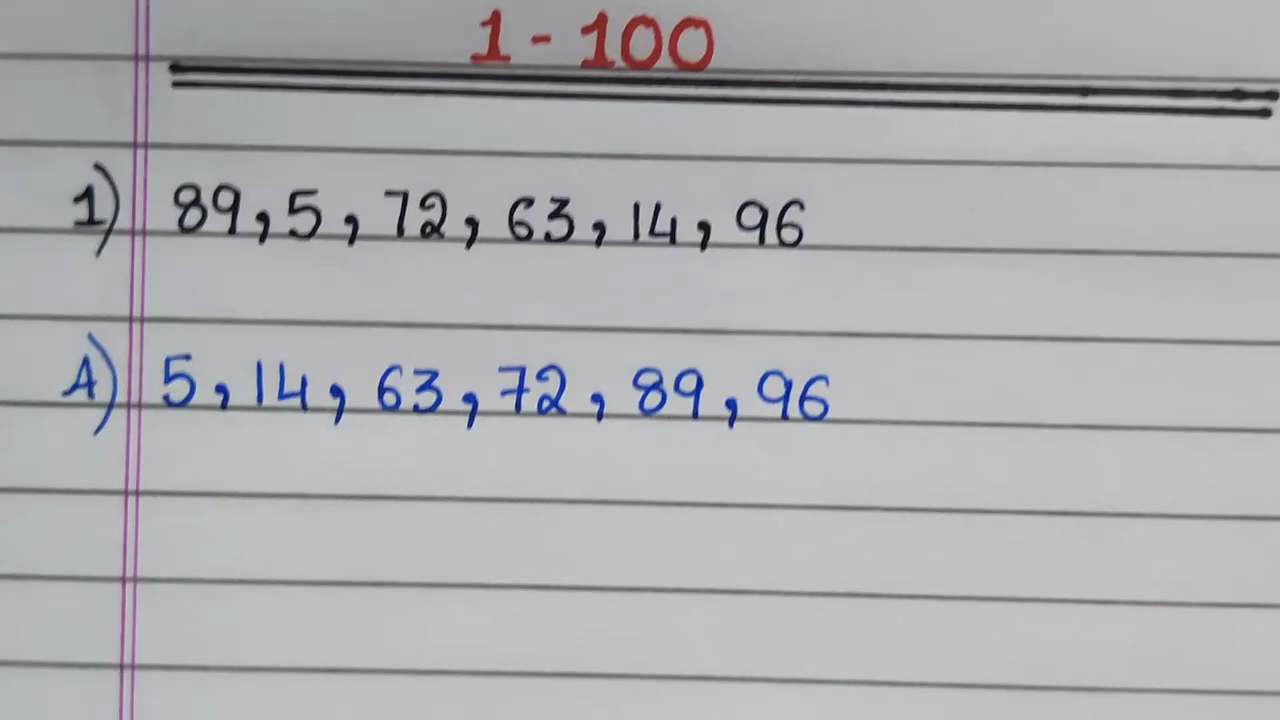 1 - 100
1) 89, 5, 72, 63, 14, 96
A) 5, 14, 63, 72, 89, 96